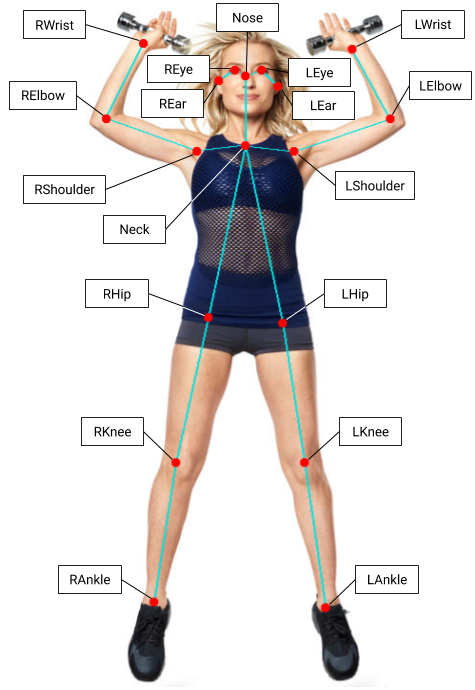 Nose
RWrist
LWrist
REye
LEye
RElbow
LElbow
REar
LEar
RShoulder
LShoulder
Neck
RHip
LHip
RKnee
LKnee
RAnkle
LAnkle